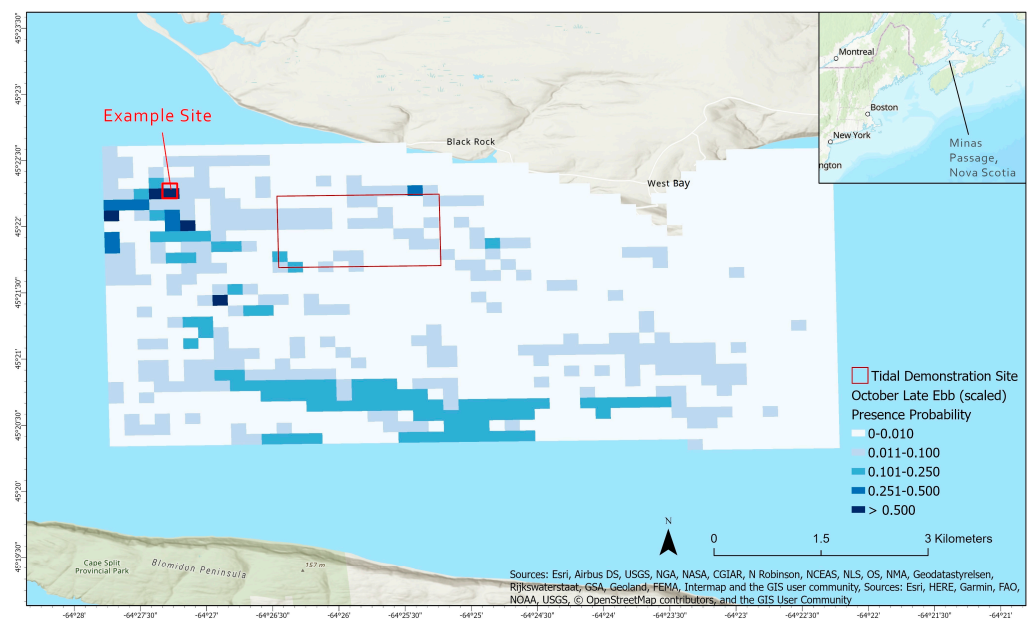 45°23'30"
45°23'
45°22'30"
45°22'
45°21'30"
45°21'
45°20'30"
45°20'
45°19'30"
Example Site
Black Rock
West Bay
Montreal
Boston
New York
ngton
Minas
Passage,
Nova Scotia
Tidal Demonstration Site
October Late Ebb (scaled)
Presence Probability
0-0.010
0.011-0.100
0.101-0.250
0.251-0.500
> 0.500
N
0 1.5 3 Kilometers
Cape Split
Provincial Park
Blomidon Peninsula
157 m
Sources: Esri, Airbus DS, USGS, NGA, NASA, CGIAR, N Robinson, NCEAS, NLS, OS, NMA, Geodatastyrelsen,
Rijkswaterstaat, GSA, Geoland, FEMA, Intermap and the GIS user community, Sources: Esri, HERE, Garmin, FAO,
NOAA, USGS, © OpenStreetMap contributors, and the GIS User Community
-64°28' -64°27'30" -64°27' -64°26'30" -64°26' -64°25'30" -64°25' -64°24'30" -64°24' -64°23'30" -64°23' -64°22'30" -64°22' -64°21'30" -64°21'